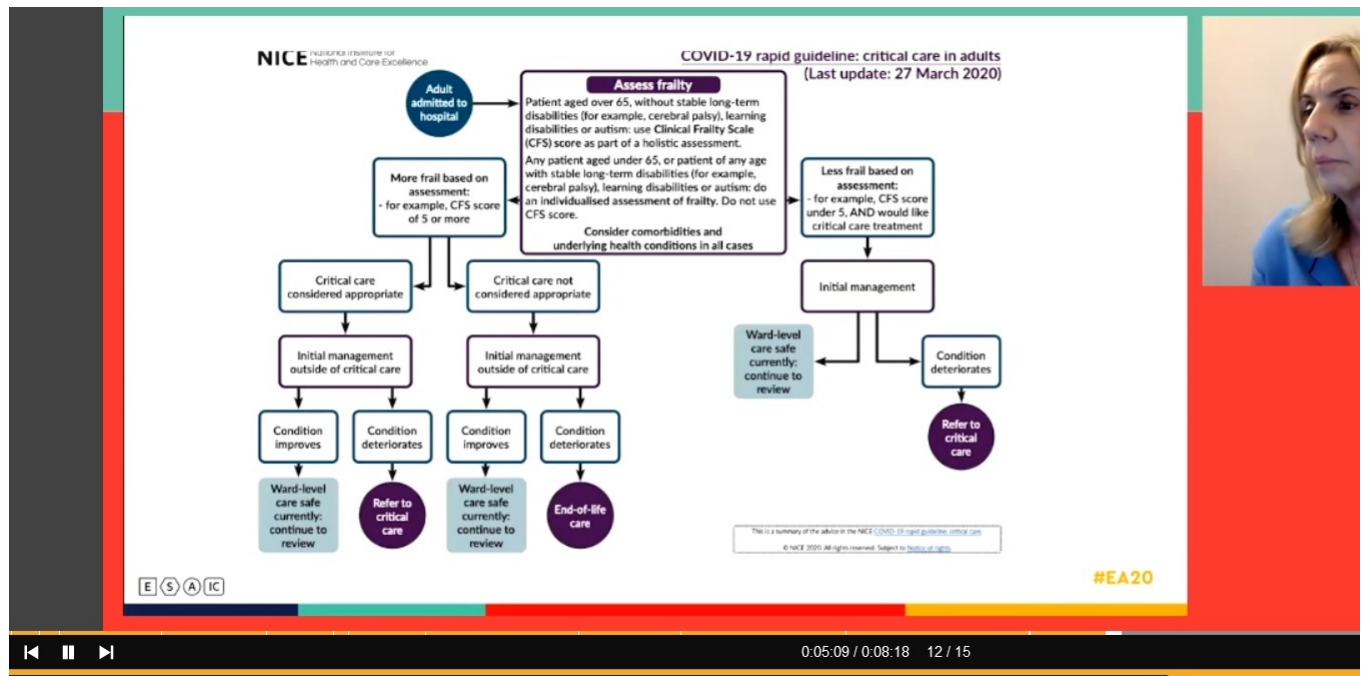 NICE National Institute for
Health and Care Excellence
COVID-19 rapid guideline: critical care in adults
(Last update: 27 March 2020)
Adult
admitted to
hospital
Assess frailty
Patient aged over 65, without stable long-term
disabilities (for example, cerebral palsy), learning
disabilities or autism: use Clinical Frailty Scale
(CFS) score as part of a holistic assessment.
Any patient aged under 65, or patient of any age
with stable long-term disabilities (for example,
cerebral palsy), learning disabilities or autism: do
an individualised assessment of frailty. Do not use
CFS score.
Consider comorbidities and
underlying health conditions in all cases
More frail based on
assessment:
- for example, CFS score
of 5 or more
Less frail based on
assessment:
- for example, CFS score
under 5, AND would like
critical care treatment
Critical care
considered appropriate
Critical care not
considered appropriate
Initial management
Initial management
outside of critical care
Initial management
outside of critical care
Ward-level
care safe
currently:
continue to
review
Condition
deteriorates
Condition
improves
Condition
deteriorates
Condition
improves
Condition
deteriorates
Refer to
critical
care
Ward-level
care safe
currently:
continue to
review
Refer to
critical
care
Ward-level
care safe
currently:
continue to
review
End-of-life
care
This is a summary of the advice in the NICE COVID-19 rapid guideline: critical care.
© NICE 2020. All rights reserved. Subject to Notice of rights.
E S A IC
#EA20
0:05:09 / 0:08:18 12 / 15